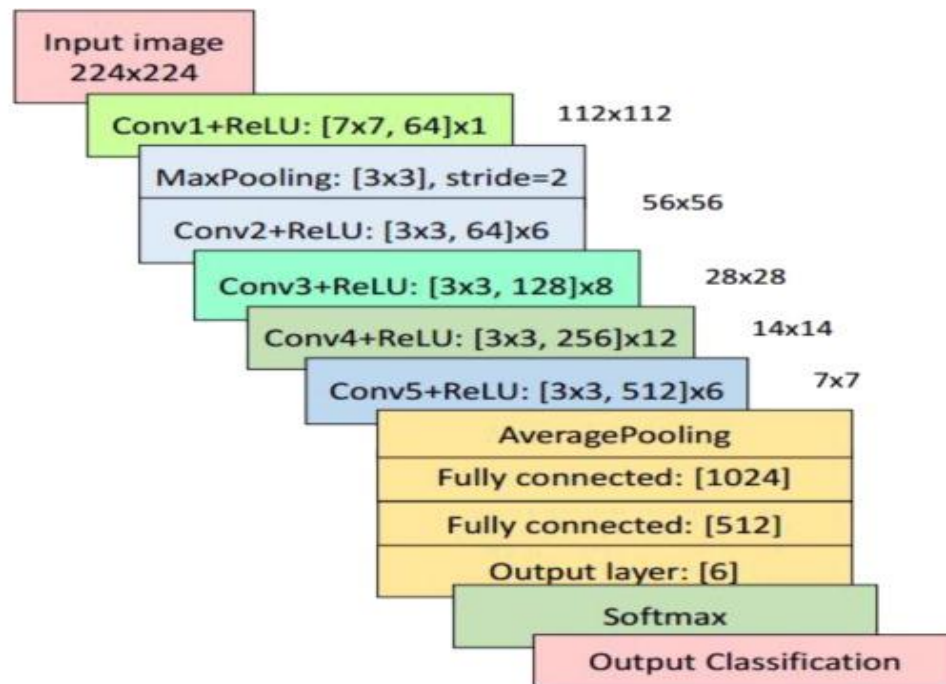 Input image
224x224
Conv1+ReLU: [7x7, 64]x1
112x112
MaxPooling: [3x3], stride=2
Conv2+ReLU: [3x3, 64]x6
56x56
Conv3+ReLU: [3x3, 128]x8
28x28
Conv4+ReLU: [3x3, 256]x12
14x14
Conv5+ReLU: [3x3, 512]x6
7x7
AveragePooling
Fully connected: [1024]
Fully connected: [512]
Output layer: [6]
Softmax
Output Classification